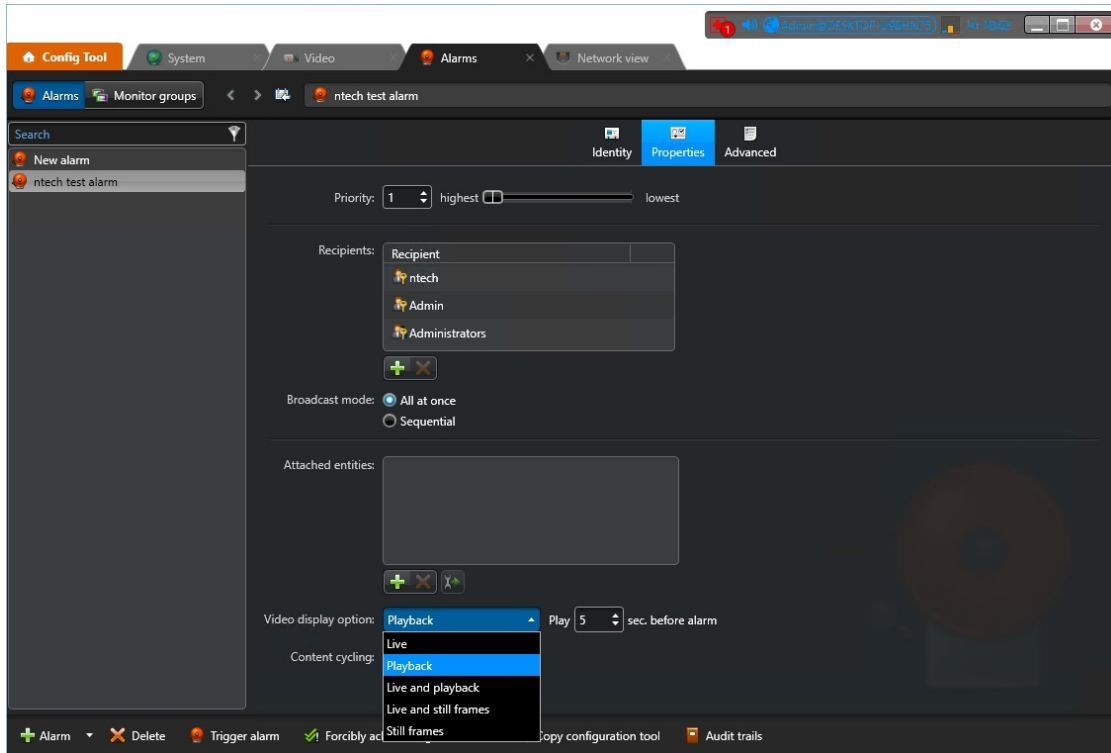 1
Config Tool
System
Video
Alarms
Network view
Alarms
Monitor groups
ntech test alarm
Search
New alarm
ntech test alarm
Identity
Properties
Advanced
Priority: 1 highest lowest
Recipients:
Recipient
ntech
Admin
Administrators
Broadcast mode:
All at once
Sequential
Attached entities:
Video display option: Playback Play 5 sec. before alarm
Content cycling:
Live
Playback
Live and playback
Live and still frames
Still frames
Alarm
Delete
Trigger alarm
Forcibly
Copy configuration tool
Audit trails